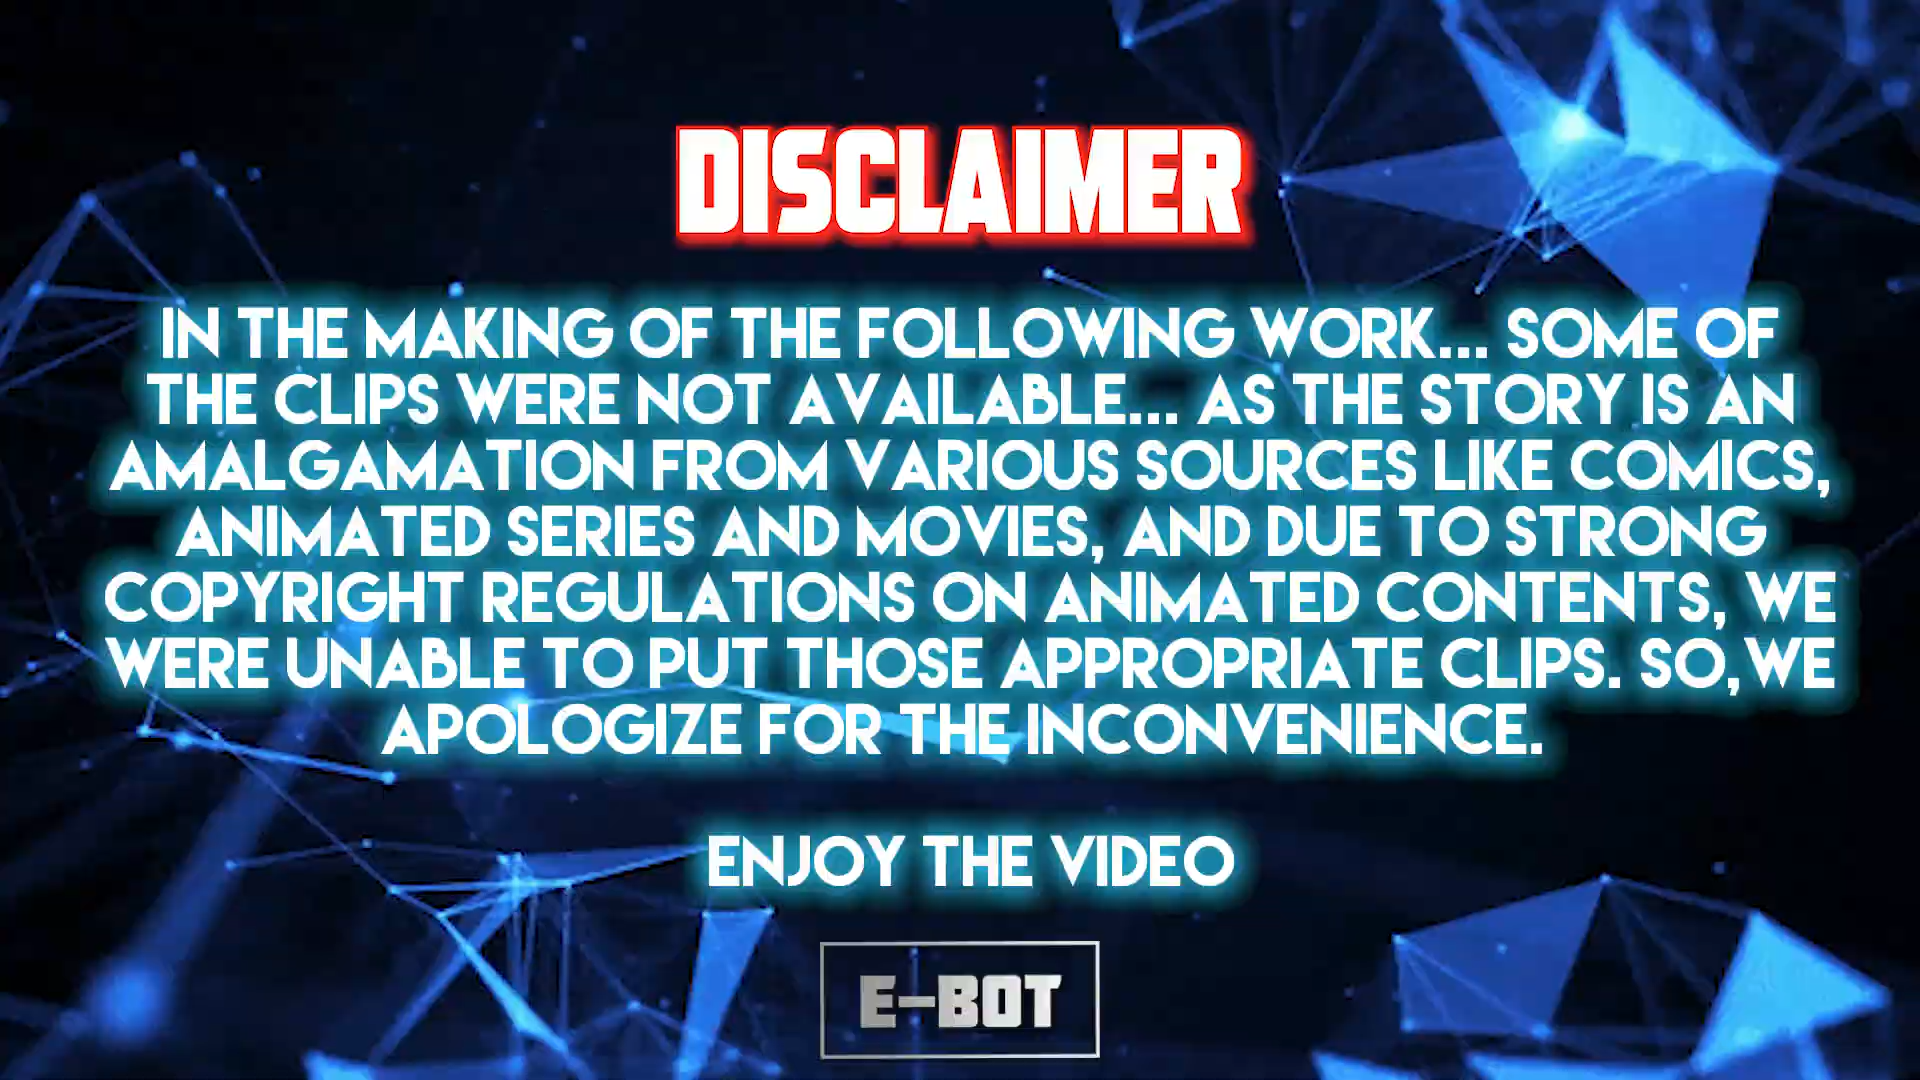 DISCLAIMER
IN THE MAKING OF THE FOLLOWING WORK... SOME OF
THE CLIPS WERE NOT AVAILABLE... AS THE STORY IS AN
AMALGAMATION FROM VARIOUS SOURCES LIKE COMICS,
ANIMATED SERIES AND MOVIES, AND DUE TO STRONG
COPYRIGHT REGULATIONS ON ANIMATED CONTENTS, WE
WERE UNABLE TO PUT THOSE APPROPRIATE CLIPS. SO, WE
APOLOGIZE FOR THE INCONVENIENCE.
ENJOY THE VIDEO
E-BOT